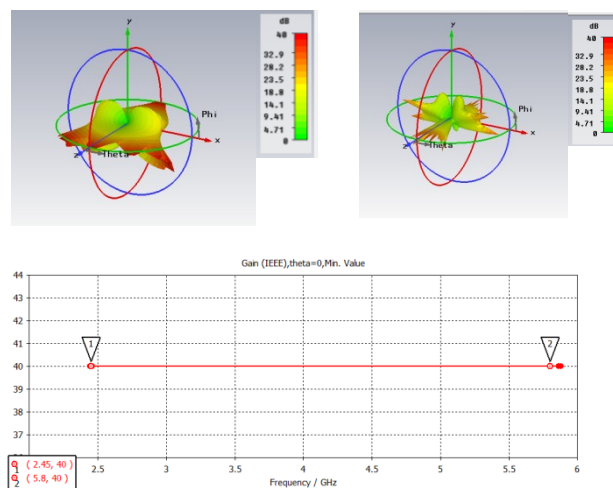 y
dB
40
32.9
28.2
23.5
18.8
14.1
9.41
4.71
0
Phi
x
z
Theta
y
dB
40
32.9
28.2
23.5
18.8
14.1
9.41
4.71
0
Phi
x
z
Theta
Gain (IEEE),theta=0,Min. Value
44
43
42
41
40
39
38
37
36
1
2
2.5
3
3.5
4
4.5
5
5.5
6
Frequency / GHz
1 ( 2.45, 40 )
2 ( 5.8, 40 )